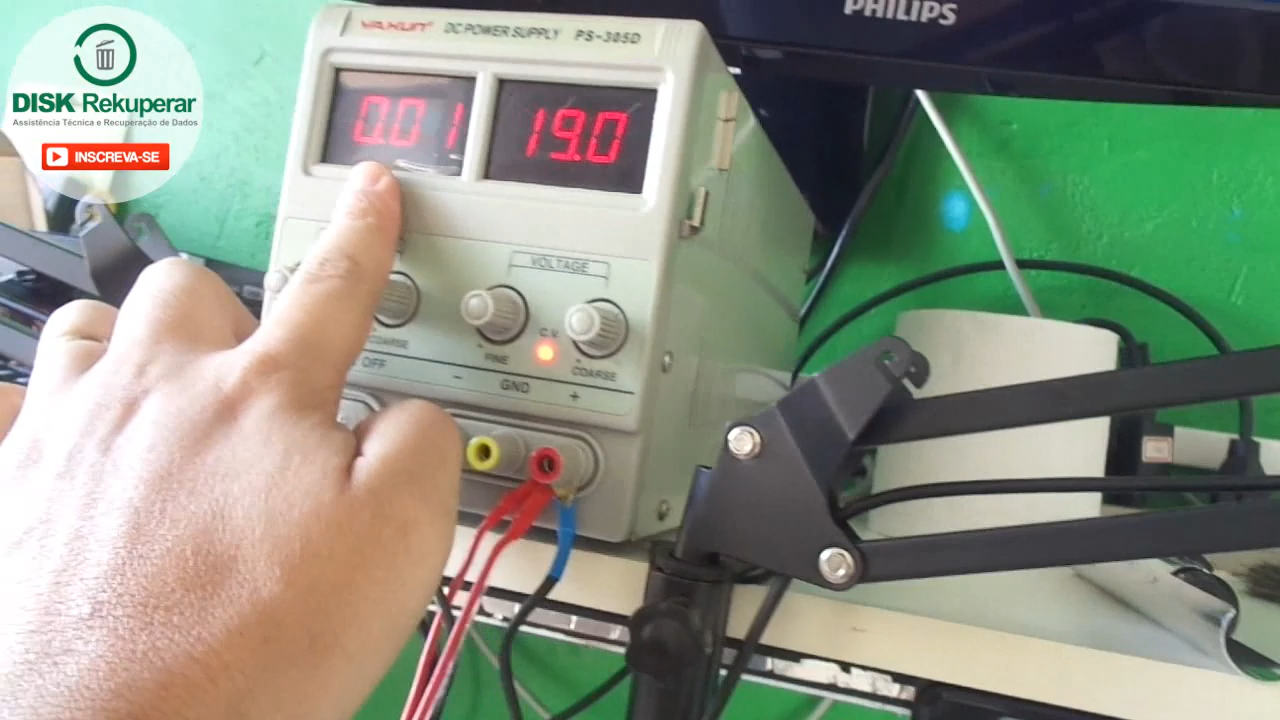 DISK Rekuperar
Assistência Técnica e Recuperação de Dados
INSCREVA-SE
PHILIPS
YAXUN DC POWER SUPPLY PS-305D
0.01 19.0
VOLTAGE
C.V.
COARSE FINE COARSE
OFF - GND +